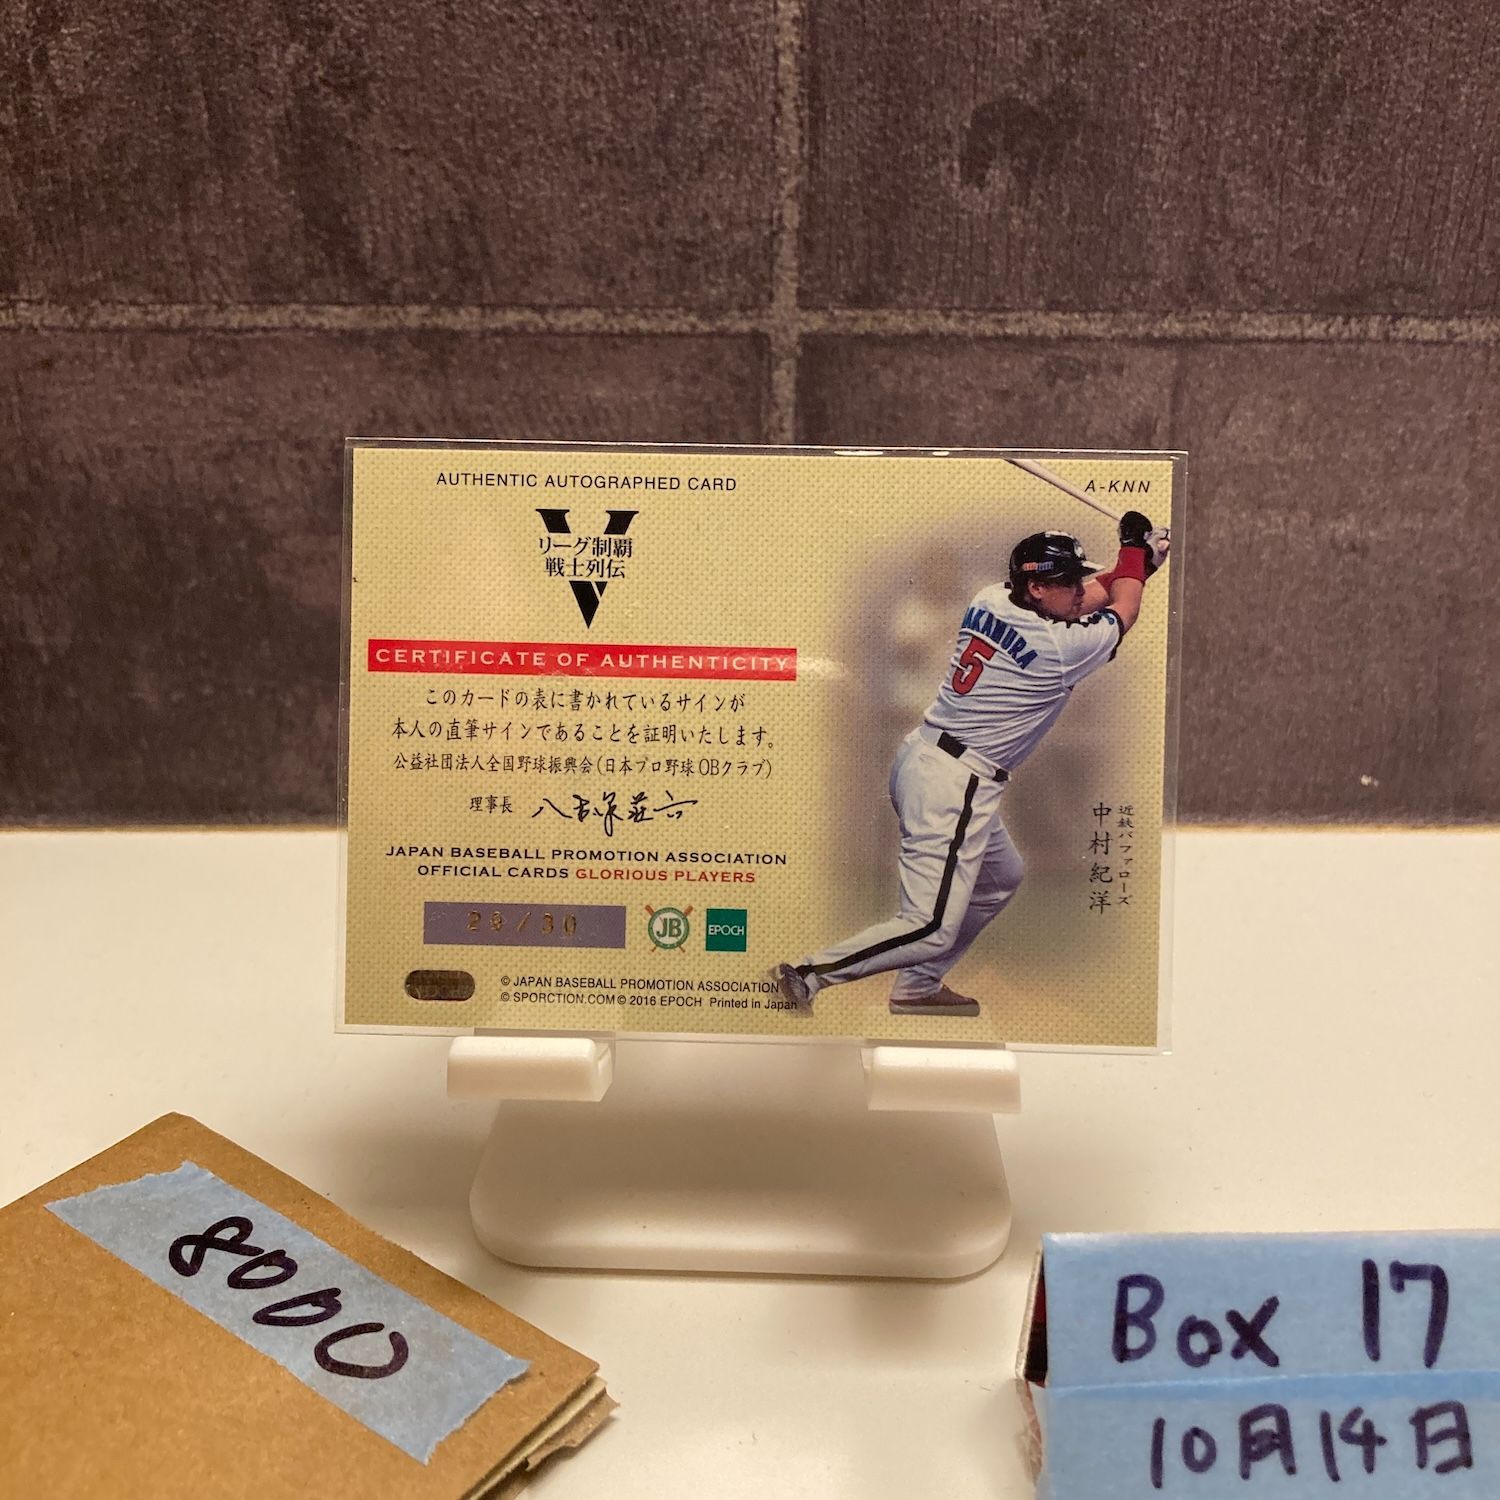 AUTHENTIC AUTOGRAPHED CARD
A-KNN
リーグ制覇
戦士列伝
CERTIFICATE OF AUTHENTICITY
このカードの表に書かれているサインが
本人の直筆サインであることを証明いたします。
公益社団法人全国野球振興会(日本プロ野球OBクラブ)
理事長
JAPAN BASEBALL PROMOTION ASSOCIATION
OFFICIAL CARDS GLORIOUS PLAYERS
29/30
JB
EPOCH
© JAPAN BASEBALL PROMOTION ASSOCIATION
© SPORCTION.COM © 2016 EPOCH Printed in Japan
AKAMURA
5
近鉄バファローズ
中村紀洋
8000
Box 17
10月14日